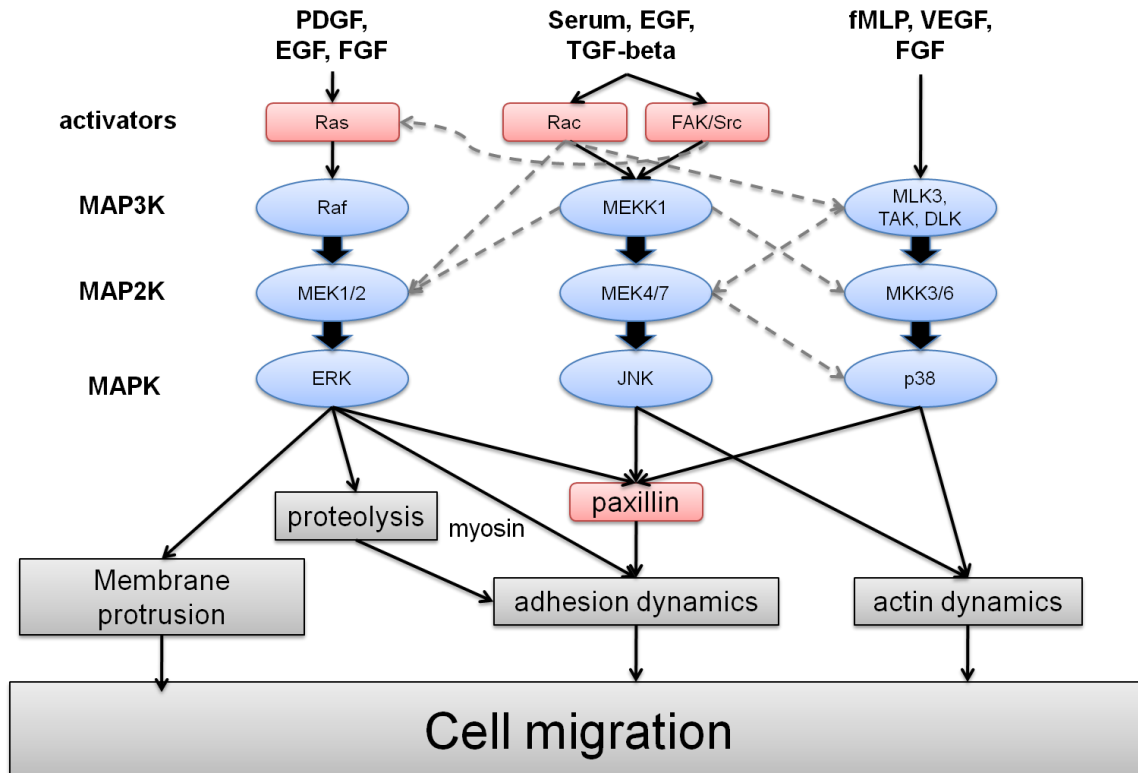 PDGF,
EGF, FGF
Serum, EGF,
TGF-beta
fMLP, VEGF,
FGF
activators
Ras
Rac
FAK/Src
MAP3K
Raf
MEKK1
MLK3,
TAK, DLK
MAP2K
MEK1/2
MEK4/7
MKK3/6
MAPK
ERK
JNK
p38
paxillin
proteolysis
myosin
Membrane
protrusion
adhesion dynamics
actin dynamics
Cell migration